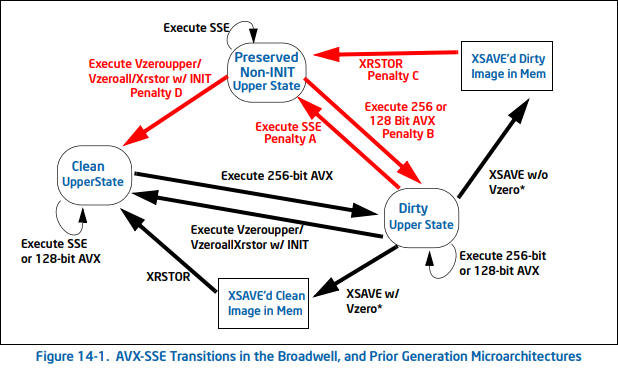 Execute SSE
Preserved
Non-INIT
Upper State
XRSTOR
Penalty C
XSAVE'd Dirty
Image in Mem
Execute Vzeroupper/
Vzeroall/Xrstor w/ INIT
Penalty D
Execute 256 or
128 Bit AVX
Penalty B
Execute SSE
Penalty A
Clean
UpperState
Execute 256-bit AVX
XSAVE w/o
Vzero*
Dirty
Upper State
Execute Vzeroupper/
VzeroallXrstor w/ INIT
Execute SSE
or 128-bit AVX
Execute 256-bit
or 128-bit AVX
XRSTOR
XSAVE'd Clean
Image in Mem
XSAVE w/
Vzero*
Figure 14-1. AVX-SSE Transitions in the Broadwell, and Prior Generation Microarchitectures